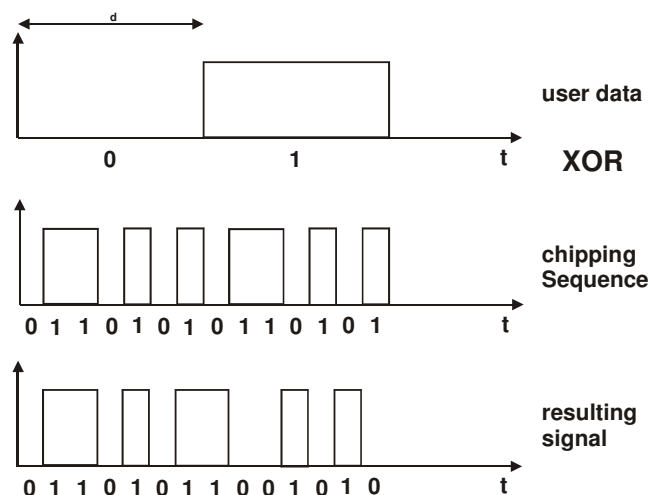 d
user data
0 1 t XOR
chipping
Sequence
0 1 1 0 1 0 1 0 1 1 0 1 0 1 t
resulting
signal
0 1 1 0 1 0 1 1 0 0 1 0 1 0 t